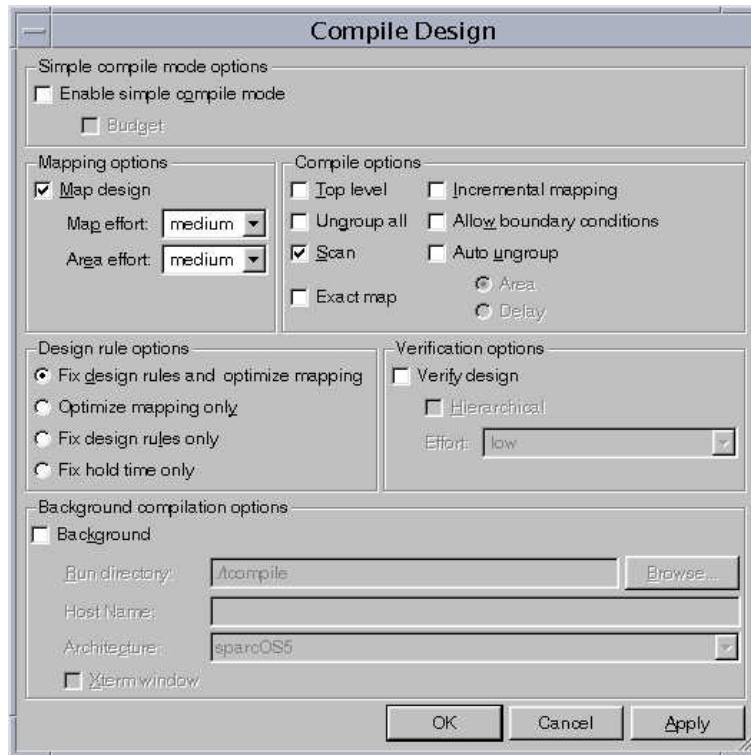 Compile Design
Simple compile mode options
Enable simple compile mode
Budget
Mapping options
Map design
Map effort: medium
Area effort: medium
Compile options
Top level
Incremental mapping
Ungroup all
Allow boundary conditions
Scan
Auto ungroup
Exact map
Area
Delay
Design rule options
Fix design rules and optimize mapping
Optimize mapping only
Fix design rules only
Fix hold time only
Verification options
Verify design
Hierarchical
Effort: low
Background compilation options
Background
Run directory: ./tcompile Browse...
Host Name:
Architecture: sparcOS5
Xterm window
OK Cancel Apply